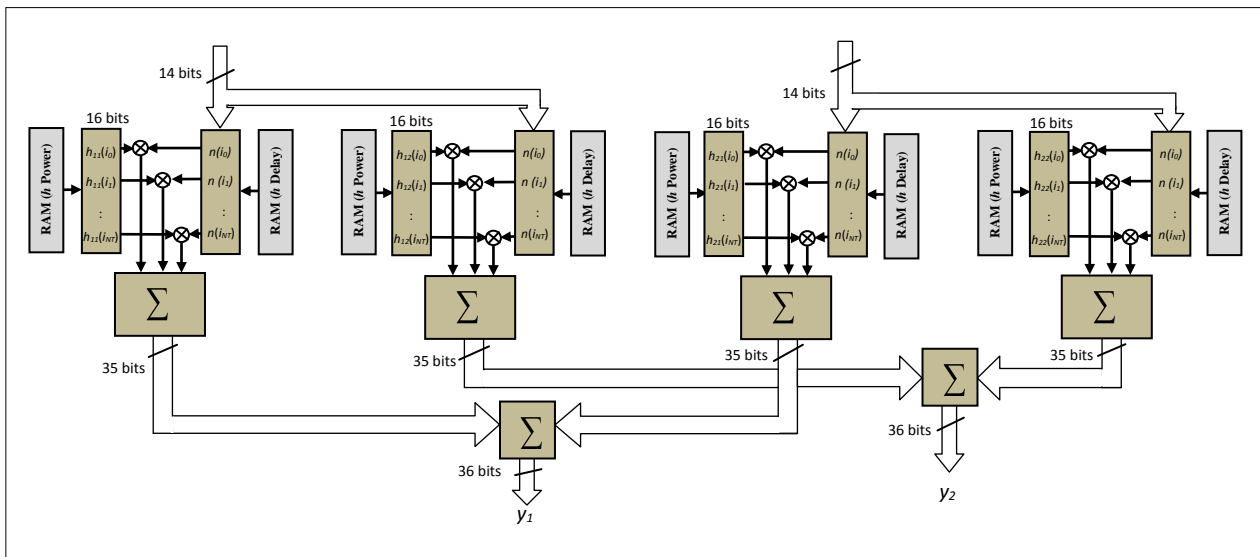 14 bits
14 bits
16 bits
16 bits
16 bits
16 bits
RAM (h Power)
h11(i0)
h11(i1)
:
h11(iNT)
n(i0)
n (i1)
:
n(iNT)
RAM (h Delay)
RAM (h Power)
h12(i0)
h12(i1)
:
h12(iNT)
n(i0)
n (i1)
:
n(iNT)
RAM (h Delay)
RAM (h Power)
h21(i0)
h21(i1)
:
h21(iNT)
n(i0)
n (i1)
:
n(iNT)
RAM (h Delay)
RAM (h Power)
h22(i0)
h22(i1)
:
h22(iNT)
n(i0)
n (i1)
:
n(iNT)
RAM (h Delay)
∑
∑
∑
∑
35 bits
35 bits
35 bits
35 bits
∑
∑
36 bits
36 bits
y1
y2